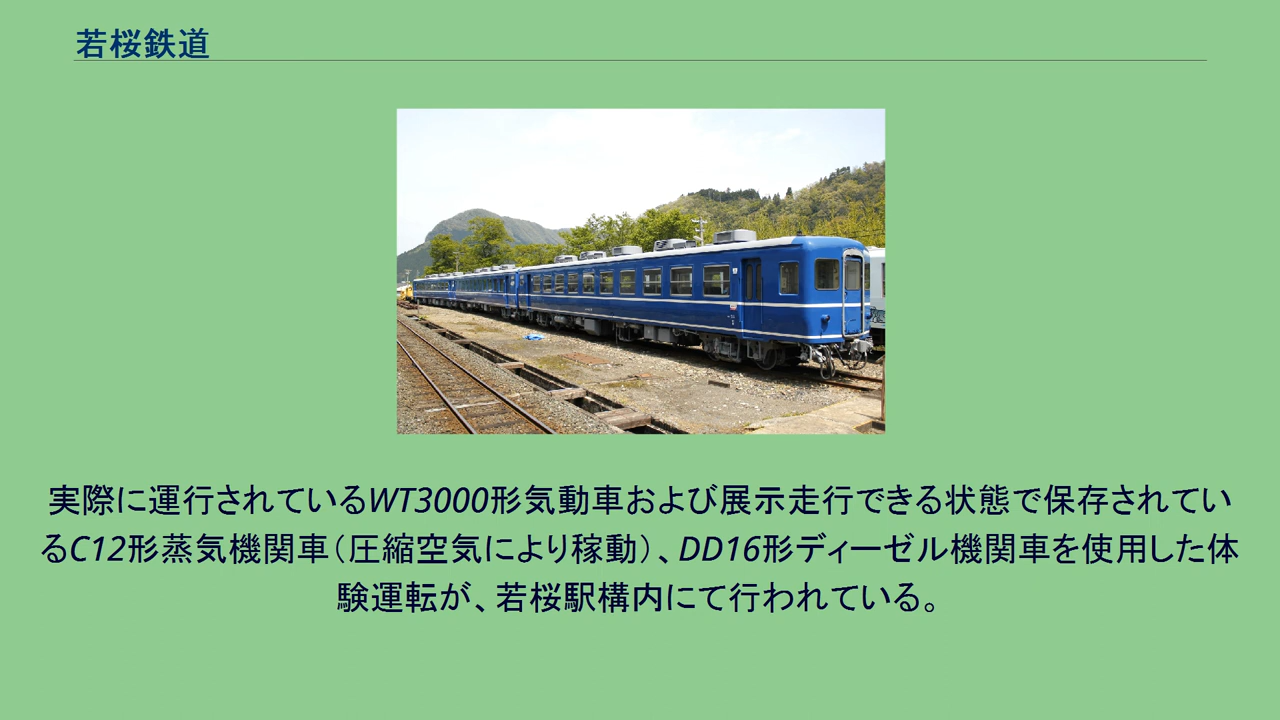 若桜鉄道
実際に運行されているWT3000形気動車および展示走行できる状態で保存されてい
るC12形蒸気機関車（圧縮空気により稼動）、DD16形ディーゼル機関車を使用した体
験運転が、若桜駅構内にて行われている。